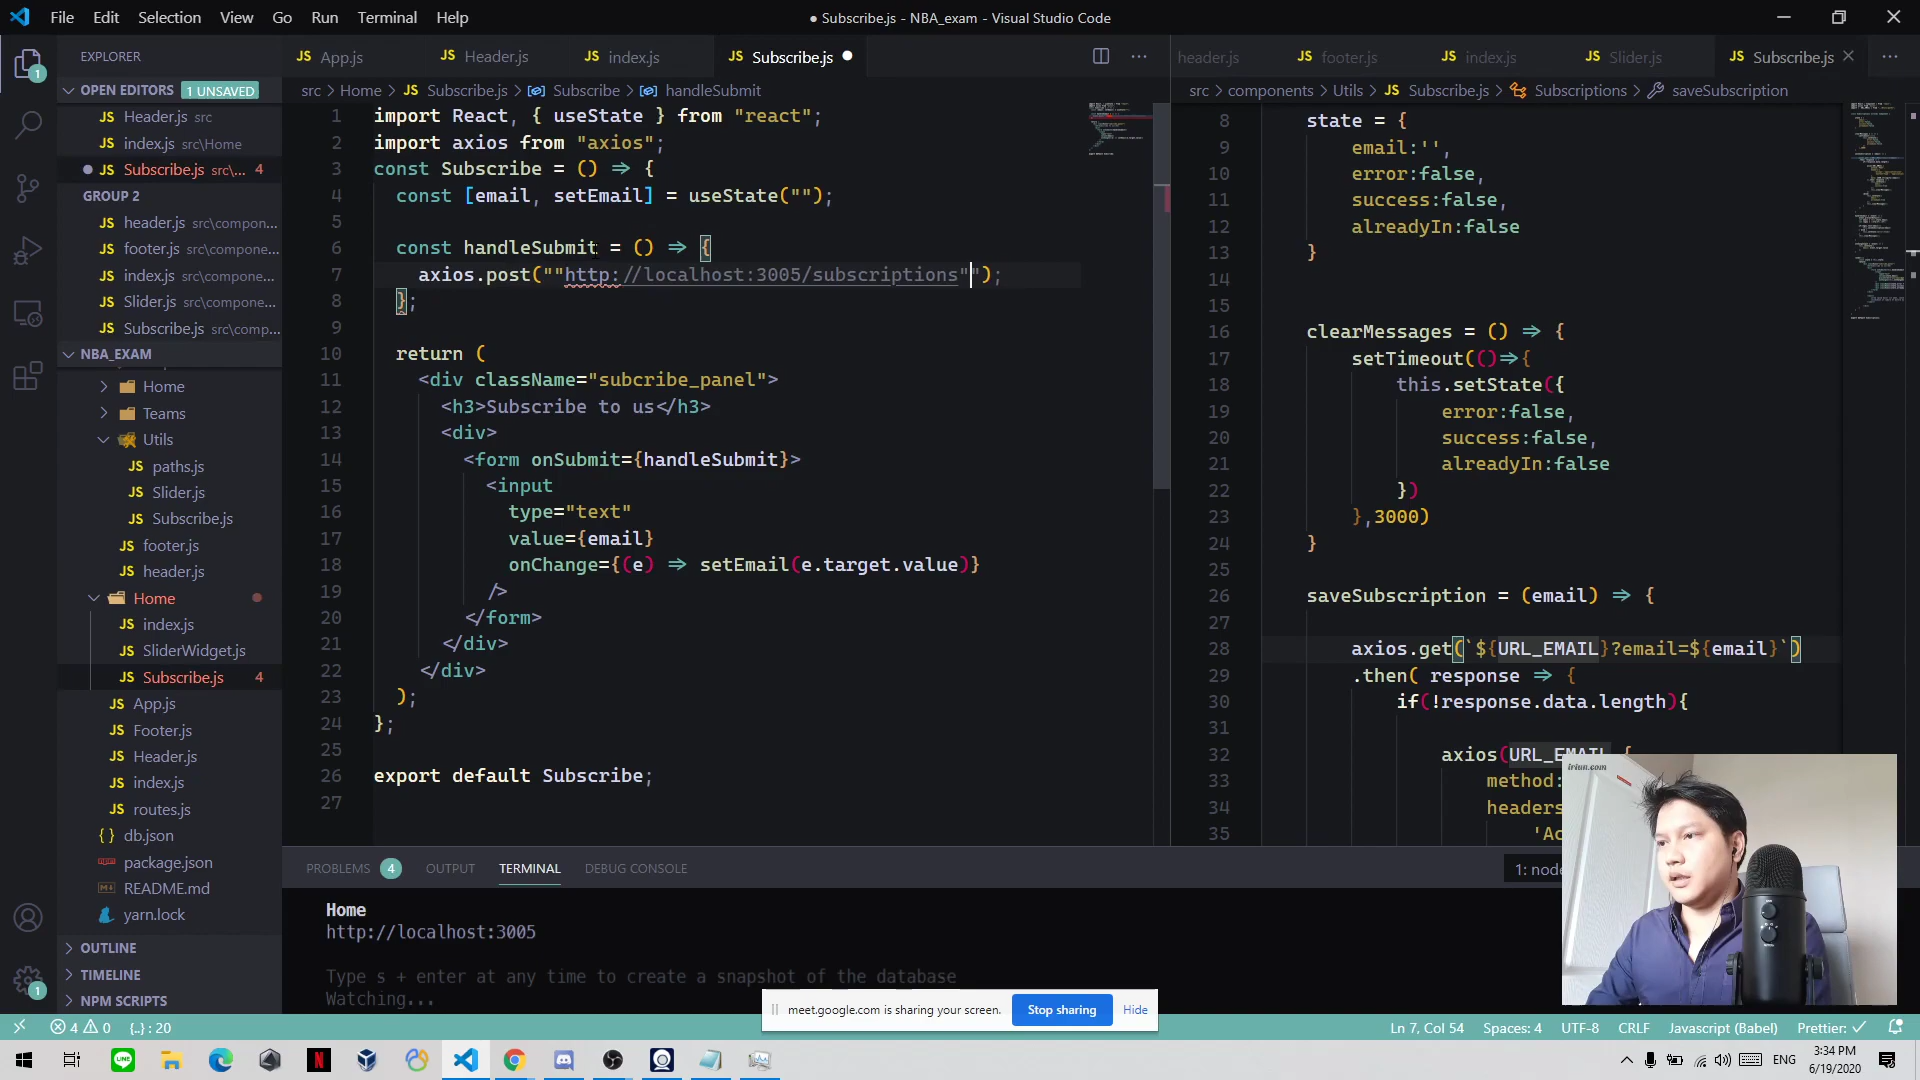 File Edit Selection View Go Run Terminal Help
● Subscribe.js - NBA_exam - Visual Studio Code
EXPLORER
OPEN EDITORS 1 UNSAVED
Header.js src
index.js src\Home
Subscribe.js src\... 4
GROUP 2
header.js src\compon...
footer.js src\compone...
index.js src\compone...
Slider.js src\compone...
Subscribe.js src\comp...
NBA_EXAM
Home
Teams
Utils
paths.js
Slider.js
Subscribe.js
footer.js
header.js
Home
index.js
SliderWidget.js
Subscribe.js 4
App.js
Footer.js
Header.js
index.js
routes.js
db.json
package.json
README.md
yarn.lock
OUTLINE
TIMELINE
NPM SCRIPTS
App.js Header.js index.js Subscribe.js
src > Home > Subscribe.js > Subscribe > handleSubmit
1 import React, { useState } from "react";
2 import axios from "axios";
3 const Subscribe = () => {
4 const [email, setEmail] = useState("");
5
6 const handleSubmit = () => {
7 axios.post(""http://localhost:3005/subscriptions"");
8 };
9
10 return (
11 <div className="subcribe_panel">
12 <h3>Subscribe to us</h3>
13 <div>
14 <form onSubmit={handleSubmit}>
15 <input
16 type="text"
17 value={email}
18 onChange={(e) => setEmail(e.target.value)}
19 />
20 </form>
21 </div>
22 </div>
23 );
24 };
25
26 export default Subscribe;
27
header.js footer.js index.js Slider.js Subscribe.js
src > components > Utils > Subscribe.js > Subscriptions > saveSubscription
8 state = {
9 email:'',
10 error:false,
11 success:false,
12 alreadyIn:false
13 }
14
15
16 clearMessages = () => {
17 setTimeout(()=>{
18 this.setState({
19 error:false,
20 success:false,
21 alreadyIn:false
22 })
23 },3000)
24 }
25
26 saveSubscription = (email) => {
27
28 axios.get(`${URL_EMAIL}?email=${email}`)
29 .then( response => {
30 if(!response.data.length){
31
32 axios(URL_EMAIL,{
33 method:
34 headers
35 'Ac
iriun.com
PROBLEMS 4 OUTPUT TERMINAL DEBUG CONSOLE
1: node
Home
http://localhost:3005
Type s + enter at any time to create a snapshot of the database
Watching...
meet.google.com is sharing your screen. Stop sharing Hide
4 0 {..} : 20
Ln 7, Col 54 Spaces: 4 UTF-8 CRLF Javascript (Babel) Prettier: ✓
ENG
3:34 PM
6/19/2020